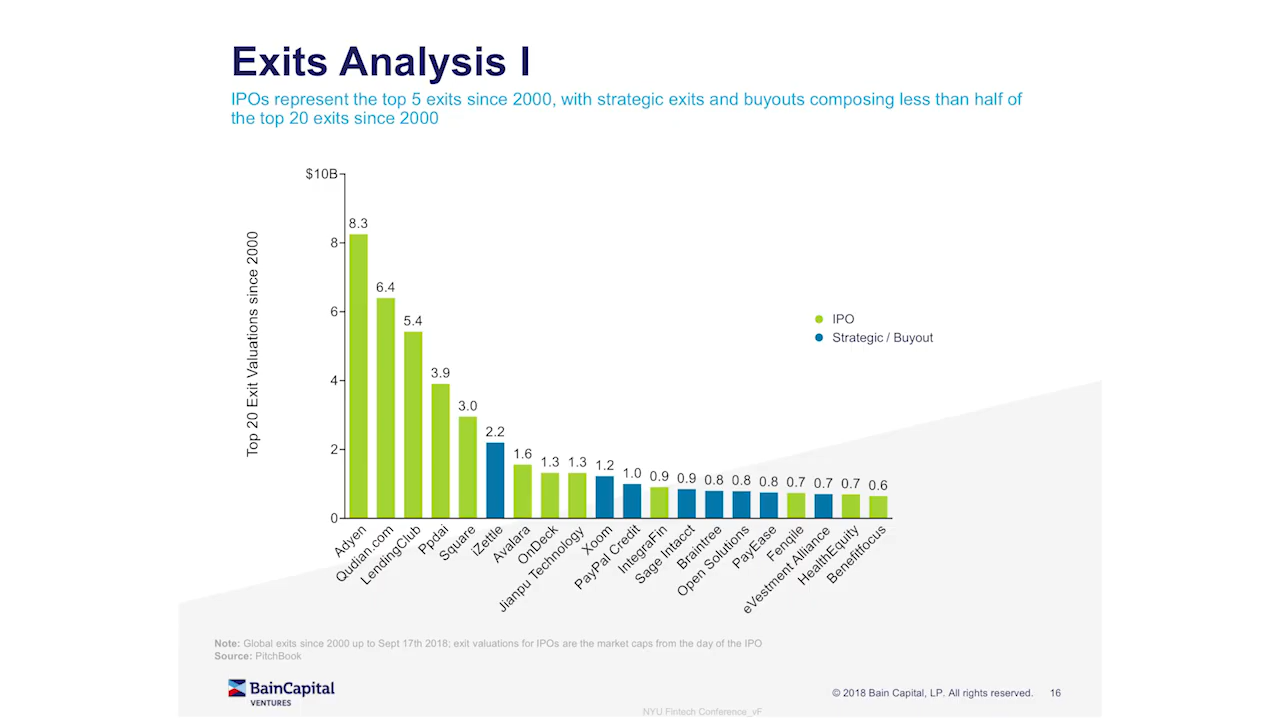 Exits Analysis I
IPOs represent the top 5 exits since 2000, with strategic exits and buyouts composing less than half of
the top 20 exits since 2000
Top 20 Exit Valuations since 2000
$10B
8
6
4
2
0
8.3
6.4
5.4
3.9
3.0
2.2
1.6
1.3
1.3
1.2
1.0
0.9
0.9
0.8
0.8
0.8
0.7
0.7
0.7
0.6
Adyen
Qudian.com
LendingClub
Ppdai
Square
iZettle
Avalara
OnDeck
Jianpu Technology
Xoom
PayPal Credit
IntegraFin
Sage Intacct
Braintree
Open Solutions
PayEase
Fenqile
eVestment Alliance
HealthEquity
Benefitfocus
IPO
Strategic / Buyout
Note: Global exits since 2000 up to Sept 17th 2018; exit valuations for IPOs are the market caps from the day of the IPO
Source: PitchBook
BainCapital
VENTURES
© 2018 Bain Capital, LP. All rights reserved.
16
NYU Fintech Conference_vF